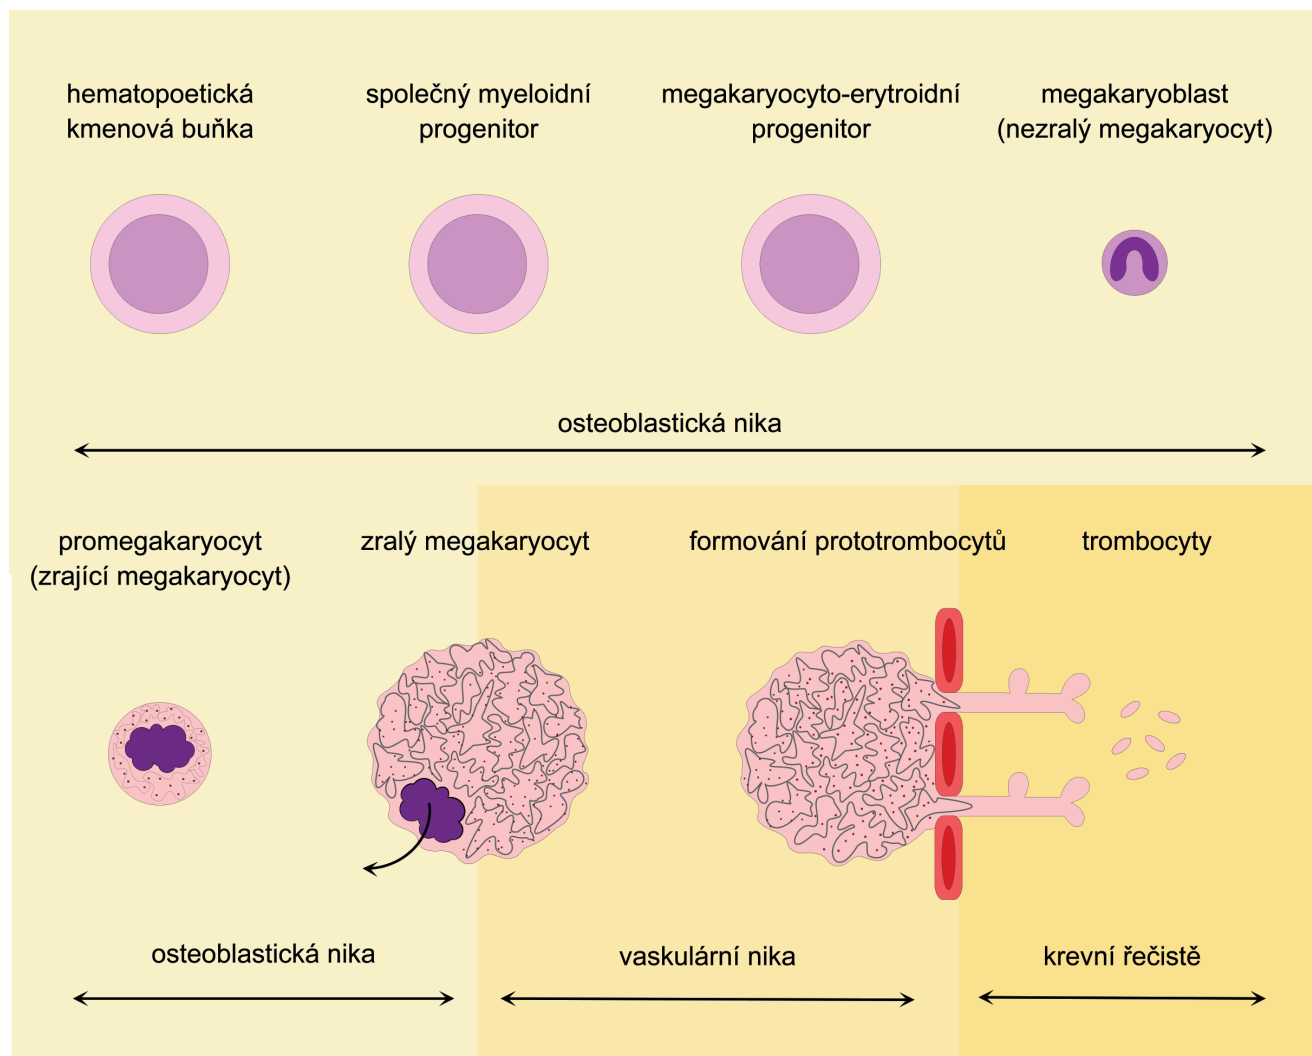 hematopoetická
kmenová buňka
společný myeloidní
progenitor
megakaryocyto-erytroidní
progenitor
megakaryoblast
(nezralý megakaryocyt)
osteoblastická nika
promegakaryocyt
(zrající megakaryocyt)
zralý megakaryocyt
formování prototrombocytů
trombocyty
osteoblastická nika
vaskulární nika
krevní řečistě